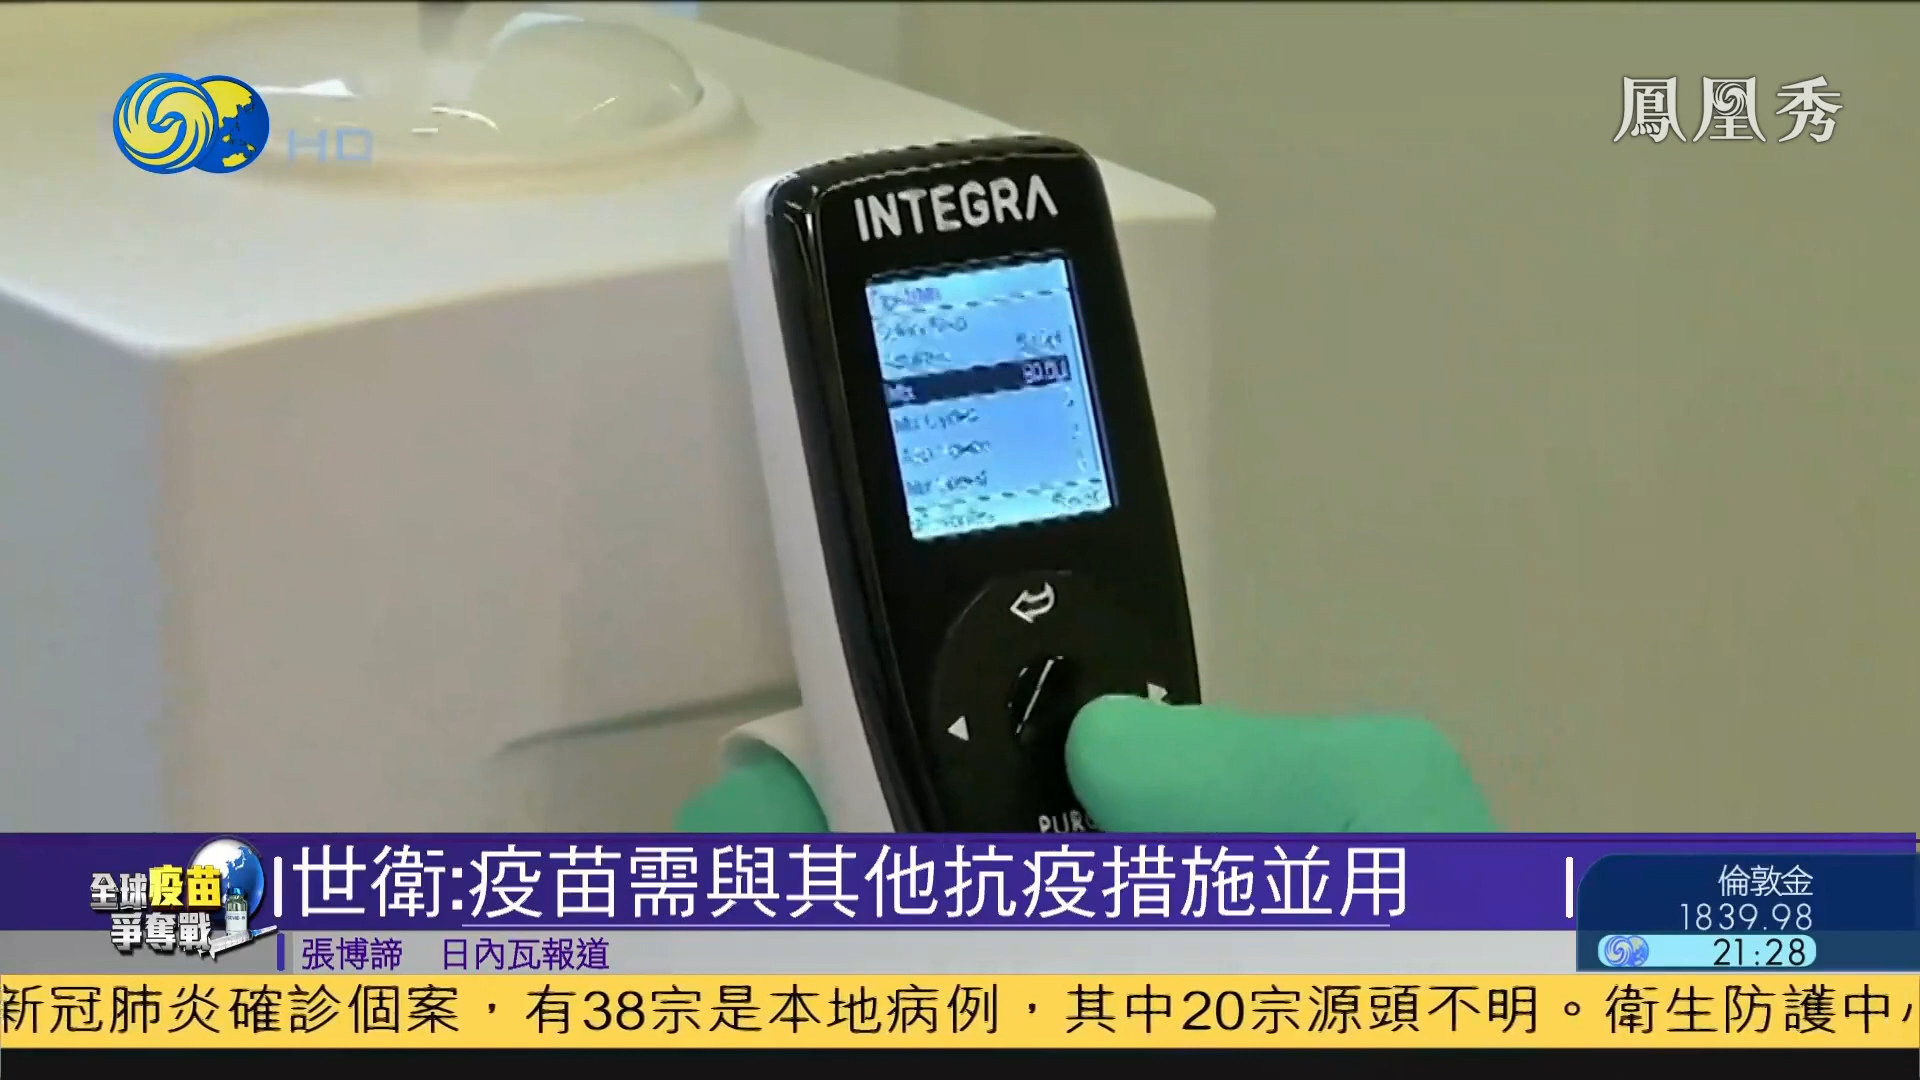 HD
鳳凰秀
INTEGRA
世衛:疫苗需與其他抗疫措施並用
全球疫苗
爭奪戰
張博諦 日內瓦報道
倫敦金
1839.98
21:28
新冠肺炎確診個案，有38宗是本地病例，其中20宗源頭不明。衛生防護中